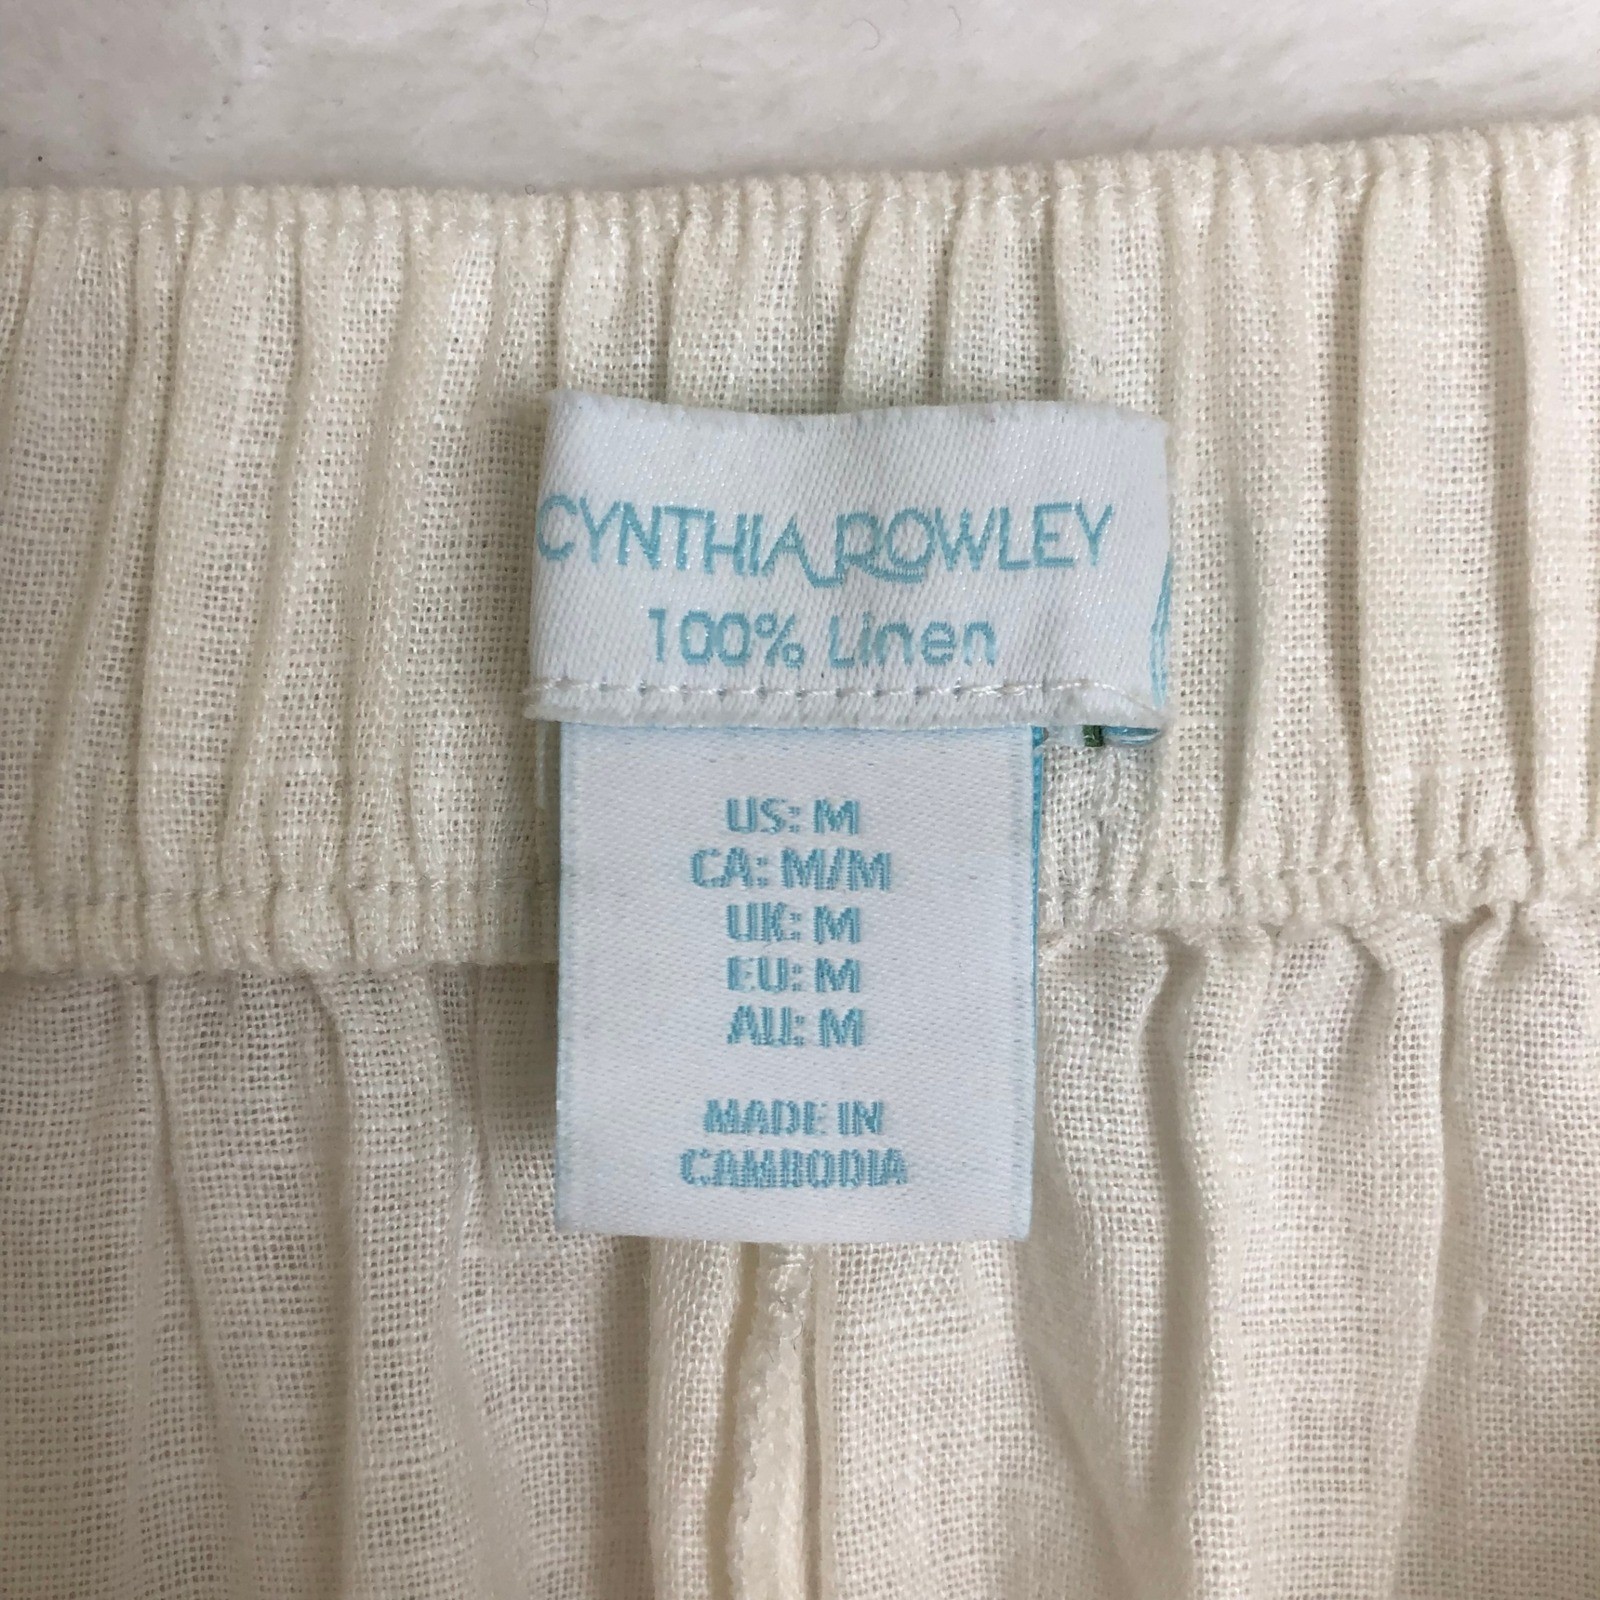 CYNTHIA ROWLEY
100% Linen
US: M
CA: M/M
UK: M
EU: M
AU: M
MADE IN
CAMBODIA